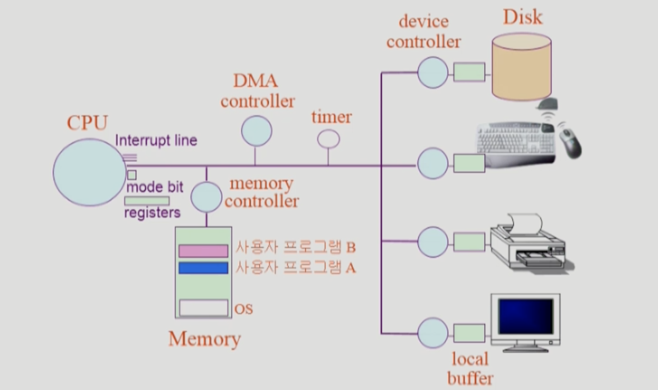 device
controller
Disk
DMA
controller
timer
CPU
Interrupt line
mode bit
registers
memory
controller
사용자 프로그램 B
사용자 프로그램 A
OS
Memory
local
buffer